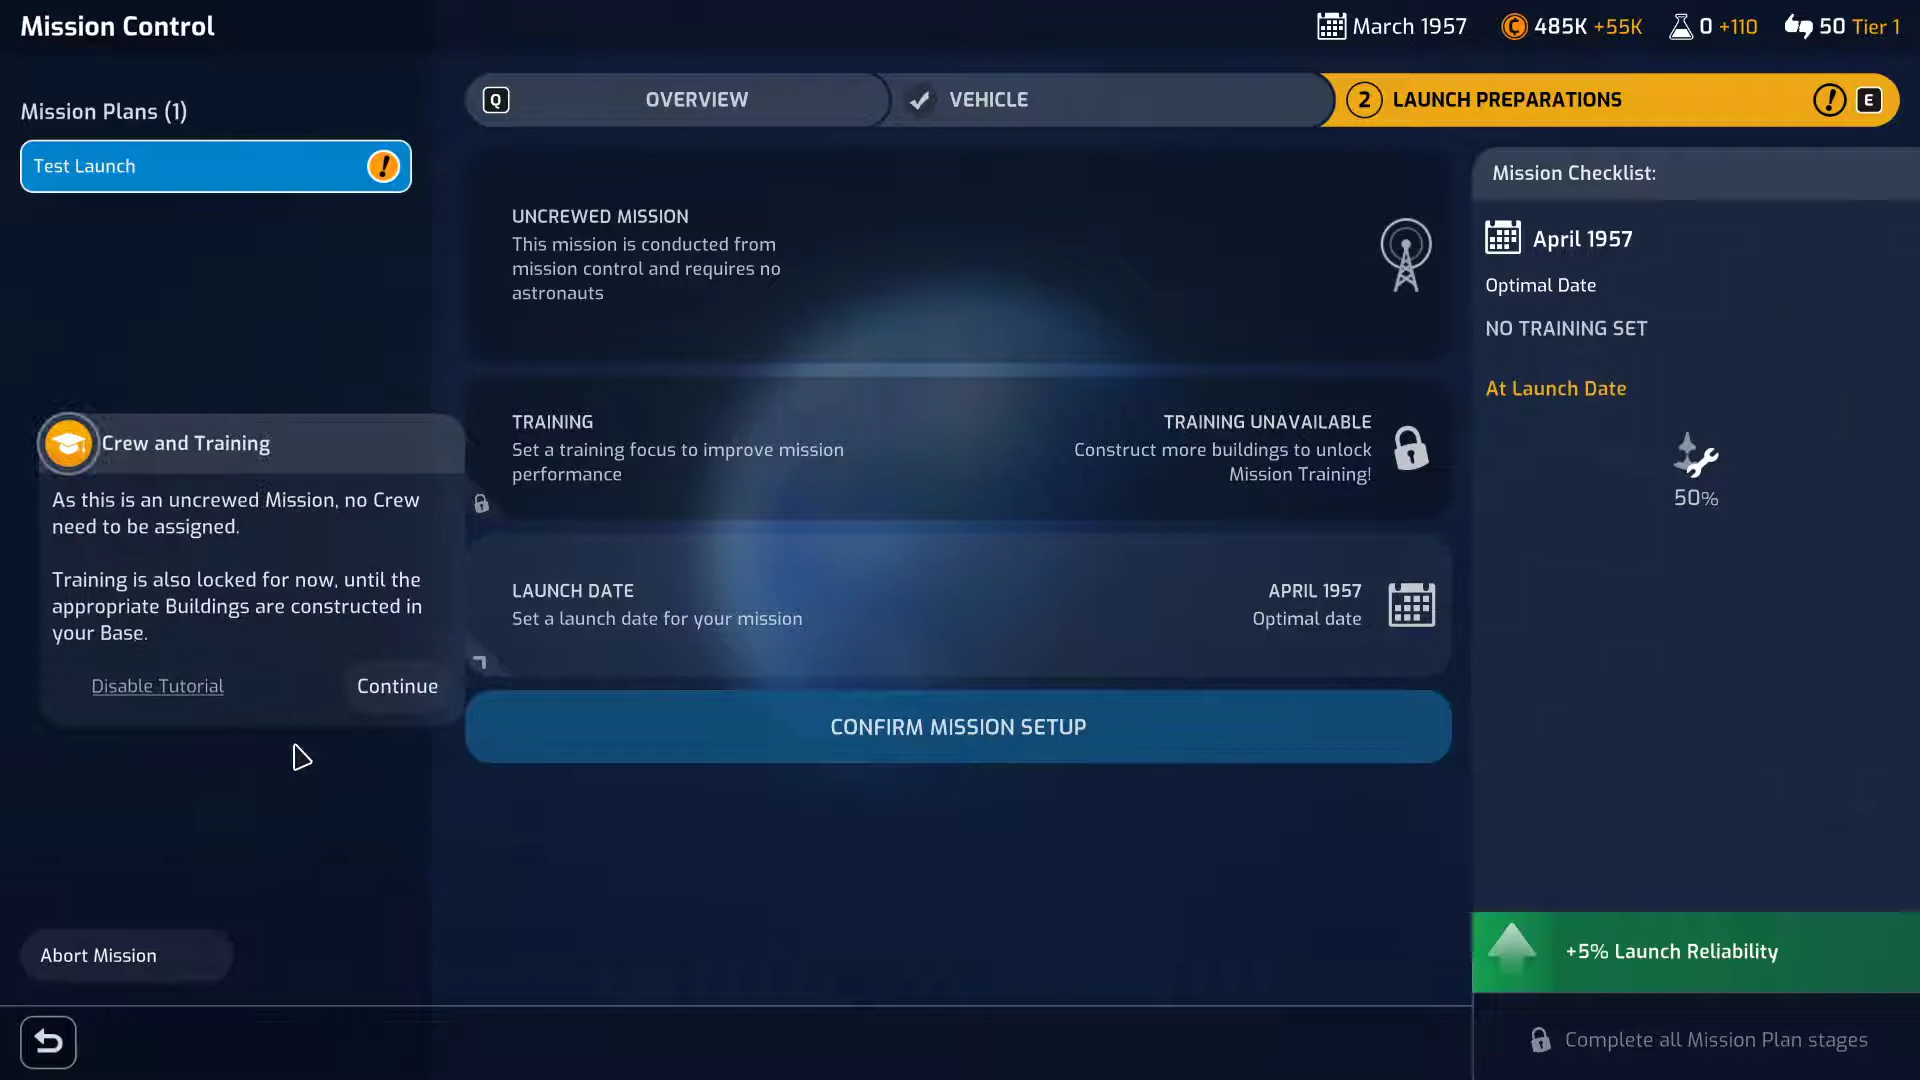 Mission Control
March 1957
485K +55K
0 +110
50 Tier 1
Mission Plans (1)
Test Launch
Q
OVERVIEW
VEHICLE
2
LAUNCH PREPARATIONS
E
UNCREWED MISSION
This mission is conducted from
mission control and requires no
astronauts
TRAINING
Set a training focus to improve mission
performance
TRAINING UNAVAILABLE
Construct more buildings to unlock
Mission Training!
LAUNCH DATE
Set a launch date for your mission
APRIL 1957
Optimal date
CONFIRM MISSION SETUP
Crew and Training
As this is an uncrewed Mission, no Crew
need to be assigned.
Training is also locked for now, until the
appropriate Buildings are constructed in
your Base.
Disable Tutorial
Continue
Abort Mission
Mission Checklist:
April 1957
Optimal Date
NO TRAINING SET
At Launch Date
50%
+5% Launch Reliability
Complete all Mission Plan stages